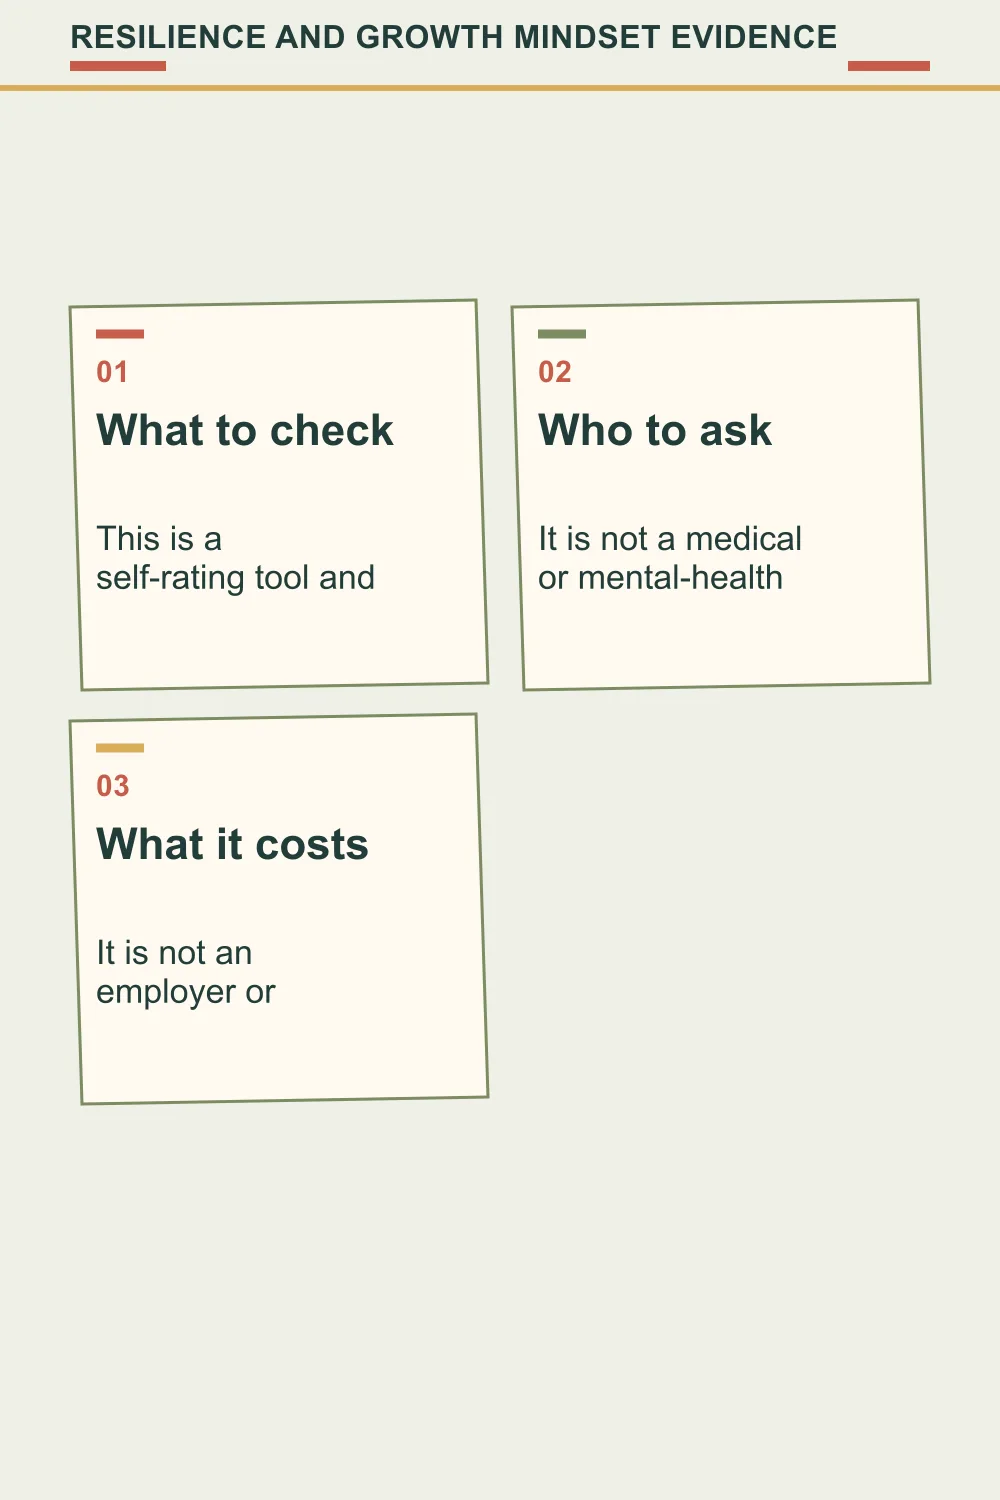 RESILIENCE AND GROWTH MINDSET EVIDENCE
01
What to check
This is a
self-rating tool and
02
Who to ask
It is not a medical
or mental-health
03
What it costs
It is not an
employer or